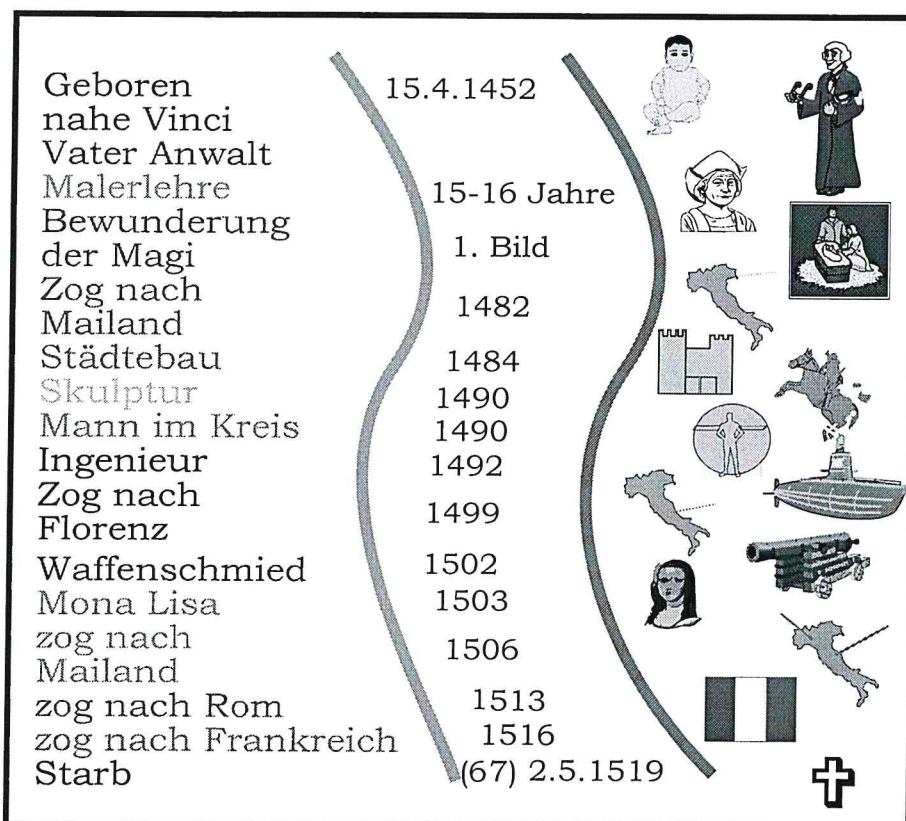 Geboren 15.4.1452
nahe Vinci
Vater Anwalt
Malerlehre 15-16 Jahre
Bewunderung
der Magi 1. Bild
Zog nach
Mailand 1482
Städtebau 1484
Skulptur 1490
Mann im Kreis 1490
Ingenieur 1492
Zog nach
Florenz 1499
Waffenschmied 1502
Mona Lisa 1503
zog nach
Mailand 1506
zog nach Rom 1513
zog nach Frankreich 1516
Starb (67) 2.5.1519